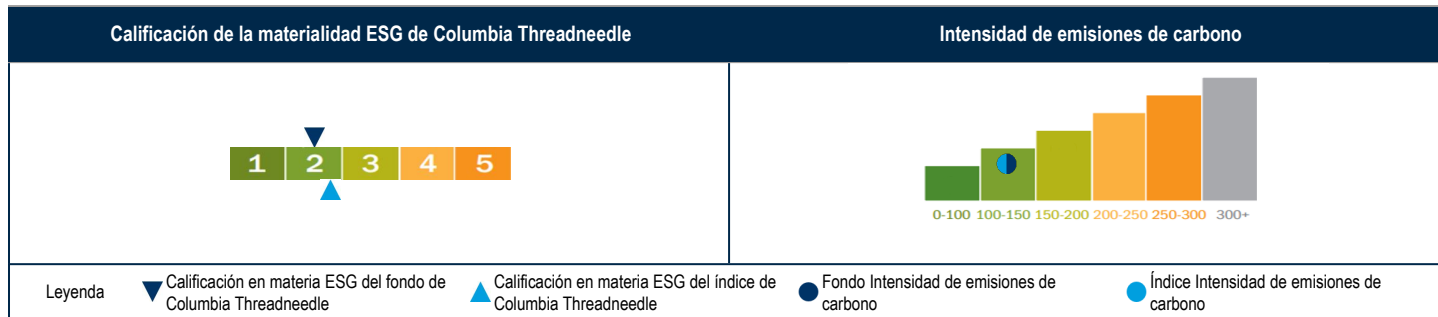 Calificación de la materialidad ESG de Columbia Threadneedle
Intensidad de emisiones de carbono
1 2 3 4 5
0-100 100-150 150-200 200-250 250-300 300+
Leyenda
Calificación en materia ESG del fondo de
Columbia Threadneedle
Calificación en materia ESG del índice de
Columbia Threadneedle
Fondo Intensidad de emisiones de
carbono
Índice Intensidad de emisiones de
carbono